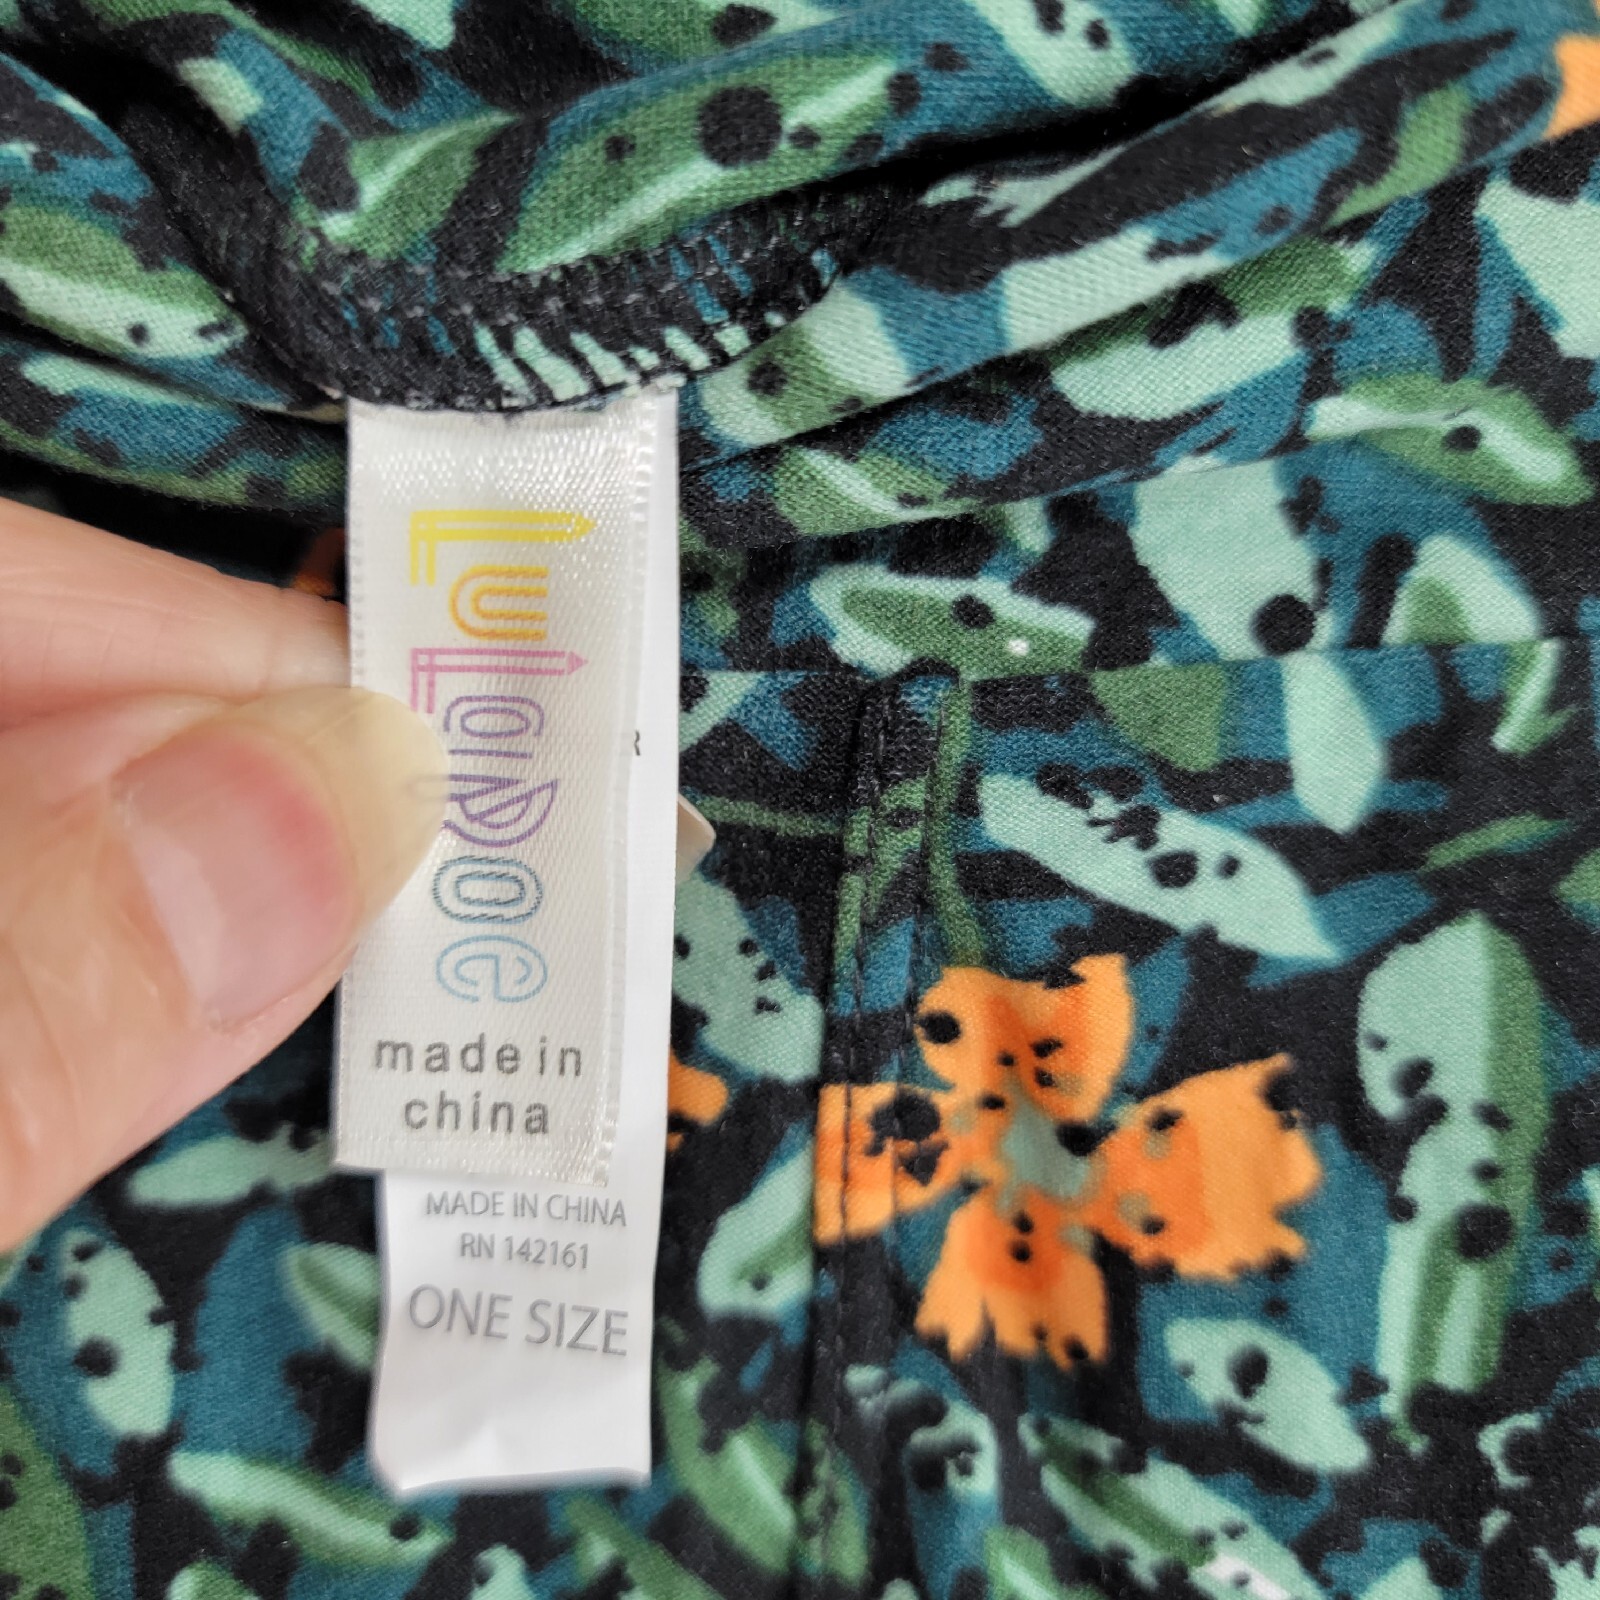 LuLaRoe
made in
china
R
MADE IN CHINA
RN 142161
ONE SIZE